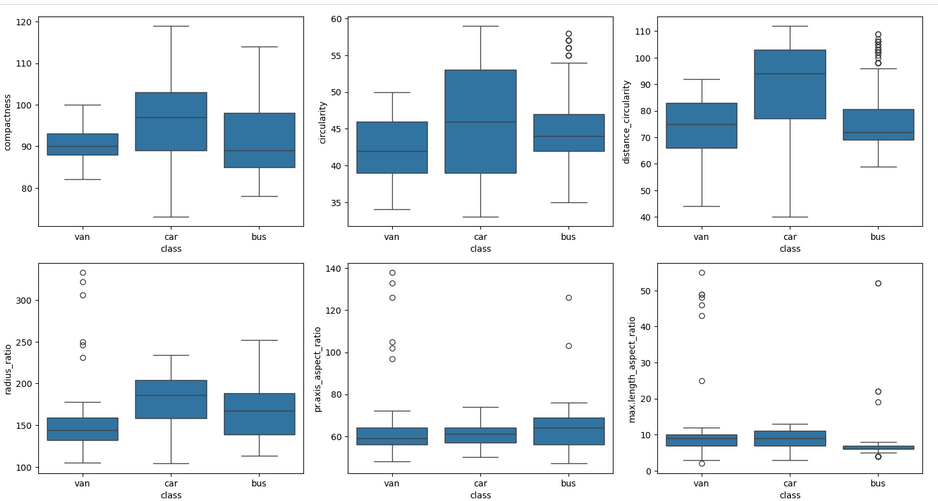 compactness
120
110
100
90
80
van car bus
class
circularity
60
55
50
45
40
35
van car bus
class
distance_circularity
110
100
90
80
70
60
50
40
van car bus
class
radius_ratio
300
250
200
150
100
van car bus
class
pr.axis_aspect_ratio
140
120
100
80
60
van car bus
class
max.length_aspect_ratio
50
40
30
20
10
0
van car bus
class